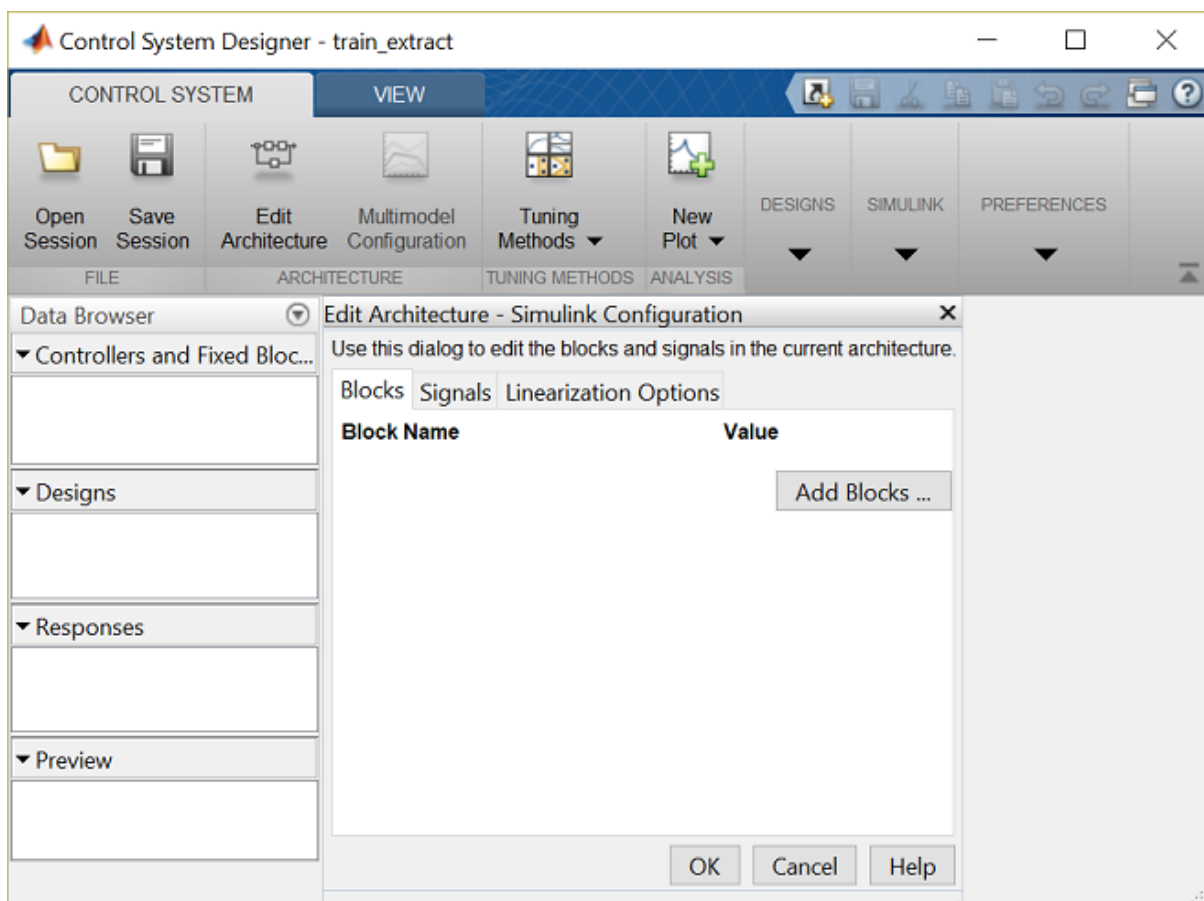 Control System Designer - train_extract
CONTROL SYSTEM
VIEW
Open Session
Save Session
Edit Architecture
Multimodel Configuration
Tuning Methods
New Plot
DESIGNS
SIMULINK
PREFERENCES
FILE
ARCHITECTURE
TUNING METHODS
ANALYSIS
Data Browser
Controllers and Fixed Bloc...
Designs
Responses
Preview
Edit Architecture - Simulink Configuration
Use this dialog to edit the blocks and signals in the current architecture.
Blocks
Signals
Linearization Options
Block Name
Value
Add Blocks ...
OK
Cancel
Help